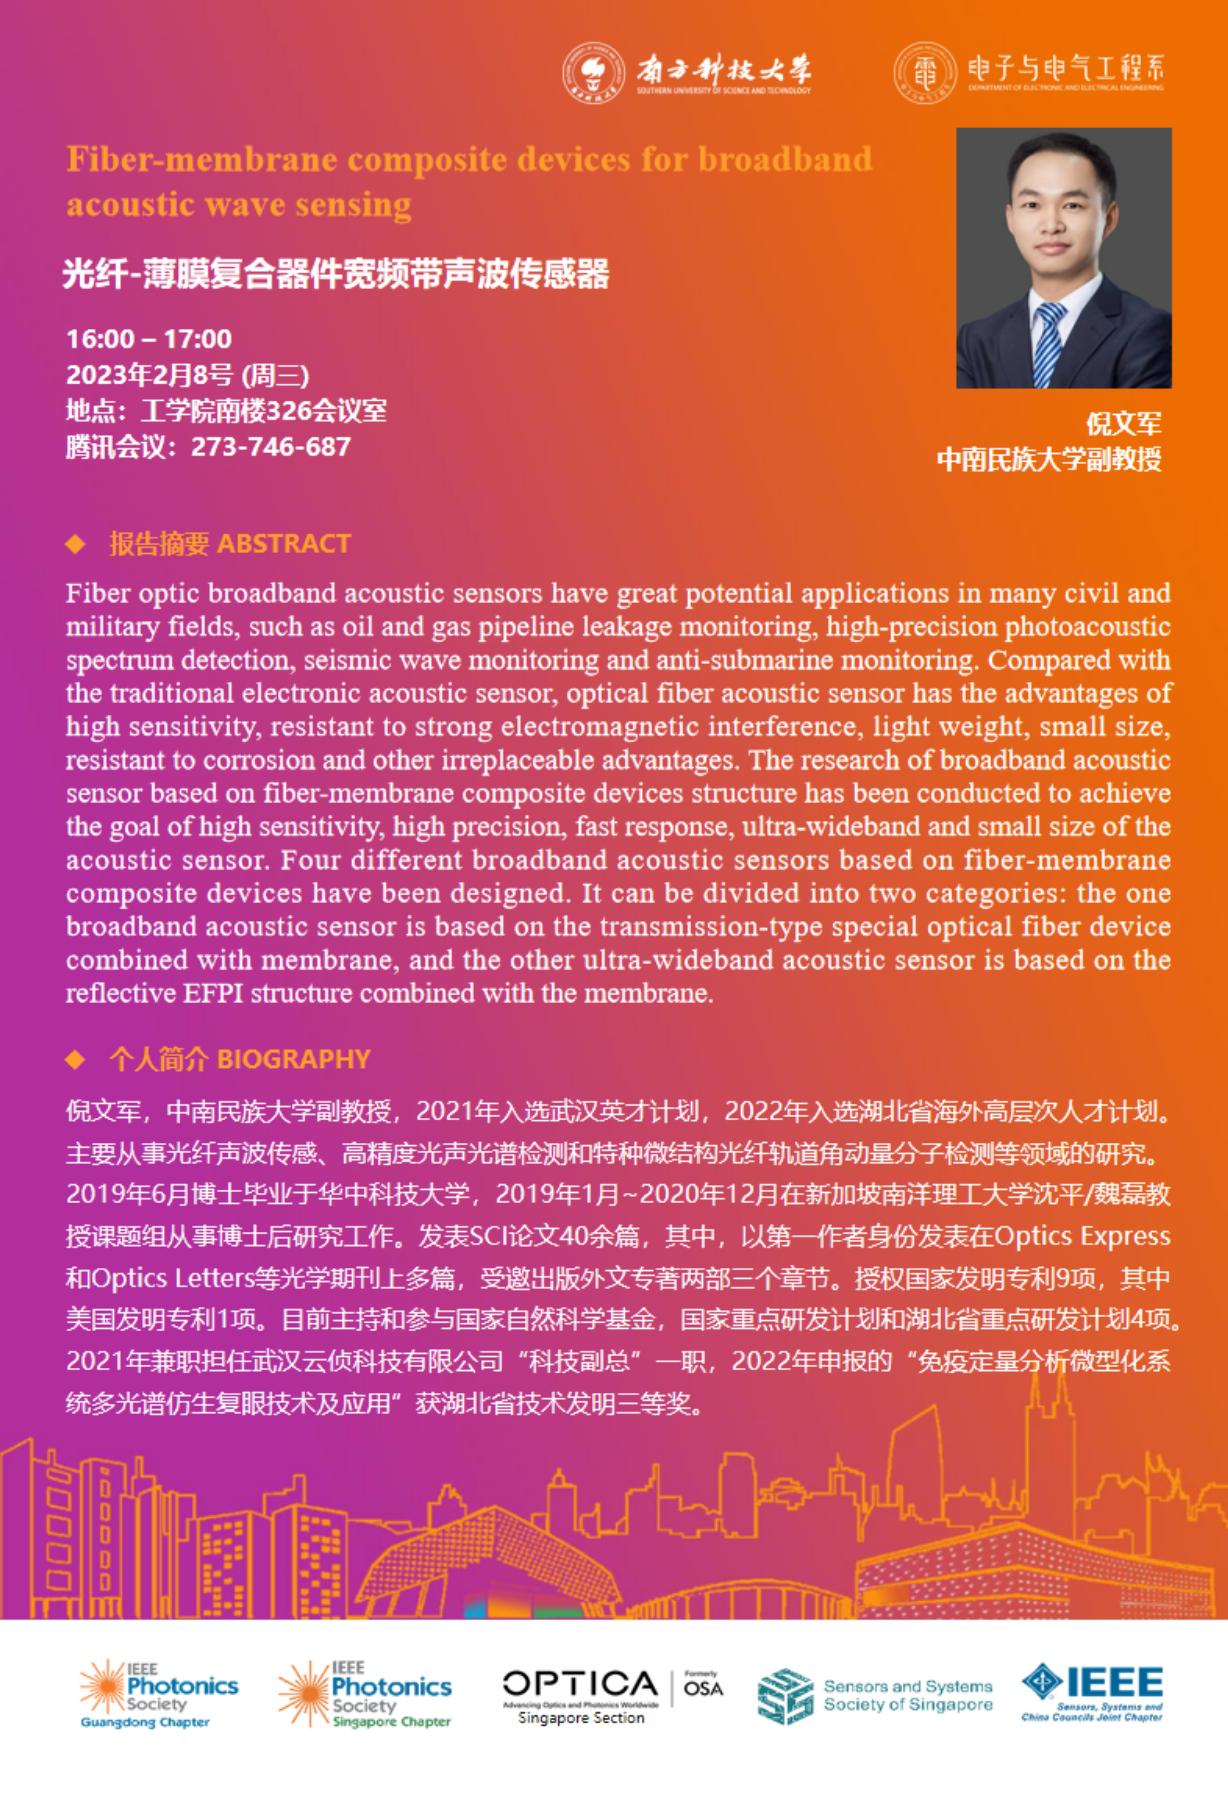 南方科技大学
SOUTHERN UNIVERSITY OF SCIENCE AND TECHNOLOGY
电子与电气工程系
DEPARTMENT OF ELECTRONIC AND ELECTRICAL ENGINEERING
Fiber-membrane composite devices for broadband
acoustic wave sensing
光纤-薄膜复合器件宽频带声波传感器
16:00 – 17:00
2023年2月8号 (周三)
地点：工学院南楼326会议室
腾讯会议：273-746-687
倪文军
中南民族大学副教授
◆ 报告摘要 ABSTRACT
Fiber optic broadband acoustic sensors have great potential applications in many civil and
military fields, such as oil and gas pipeline leakage monitoring, high-precision photoacoustic
spectrum detection, seismic wave monitoring and anti-submarine monitoring. Compared with
the traditional electronic acoustic sensor, optical fiber acoustic sensor has the advantages of
high sensitivity, resistant to strong electromagnetic interference, light weight, small size,
resistant to corrosion and other irreplaceable advantages. The research of broadband acoustic
sensor based on fiber-membrane composite devices structure has been conducted to achieve
the goal of high sensitivity, high precision, fast response, ultra-wideband and small size of the
acoustic sensor. Four different broadband acoustic sensors based on fiber-membrane
composite devices have been designed. It can be divided into two categories: the one
broadband acoustic sensor is based on the transmission-type special optical fiber device
combined with membrane, and the other ultra-wideband acoustic sensor is based on the
reflective EFPI structure combined with the membrane.
◆ 个人简介 BIOGRAPHY
倪文军，中南民族大学副教授，2021年入选武汉英才计划，2022年入选湖北省海外高层次人才计划。
主要从事光纤声波传感、高精度光声光谱检测和特种微结构光纤轨道角动量分子检测等领域的研究。
2019年6月博士毕业于华中科技大学，2019年1月~2020年12月在新加坡南洋理工大学沈平/魏磊教
授课题组从事博士后研究工作。发表SCI论文40余篇，其中，以第一作者身份发表在Optics Express
和Optics Letters等光学期刊上多篇，受邀出版外文专著两部三个章节。授权国家发明专利9项，其中
美国发明专利1项。目前主持和参与国家自然科学基金，国家重点研发计划和湖北省重点研发计划4项。
2021年兼职担任武汉云侦科技有限公司“科技副总”一职，2022年申报的“免疫定量分析微型化系
统多光谱仿生复眼技术及应用”获湖北省技术发明三等奖。
IEEE
Photonics
Society
Guangdong Chapter
IEEE
Photonics
Society
Singapore Chapter
OPTICA
Advancing Optics and Photonics Worldwide
Formerly
OSA
Singapore Section
Sensors and Systems
Society of Singapore
IEEE
Sensors, Systems and
China Councils Joint Chapter